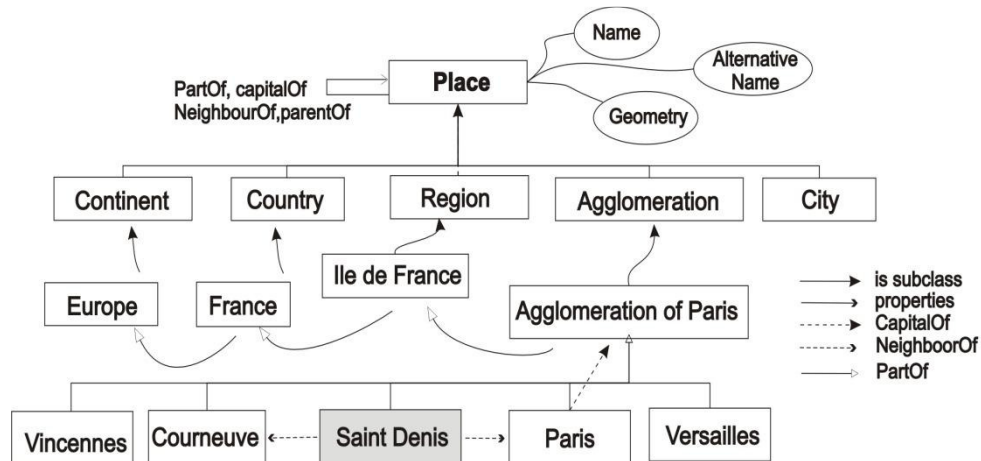 Name
Alternative
Name
Place
PartOf, capitalOf
NeighbourOf,parentOf
Geometry
Continent
Country
Region
Agglomeration
City
Ile de France
Europe
France
Agglomeration of Paris
is subclass
properties
CapitalOf
NeighboorOf
PartOf
Vincennes
Courneuve
Saint Denis
Paris
Versailles